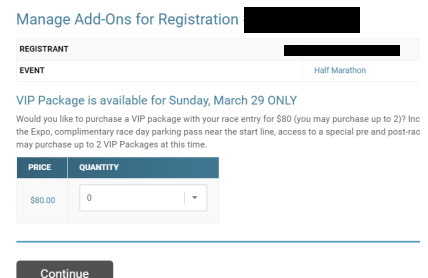 Manage Add-Ons for Registration
REGISTRANT
EVENT Half Marathon
VIP Package is available for Sunday, March 29 ONLY
Would you like to purchase a VIP package with your race entry for $80 (you may purchase up to 2)? Inc
the Expo, complimentary race day parking pass near the start line, access to a special pre and post-rac
may purchase up to 2 VIP Packages at this time.
PRICE QUANTITY
$80.00 0
Continue